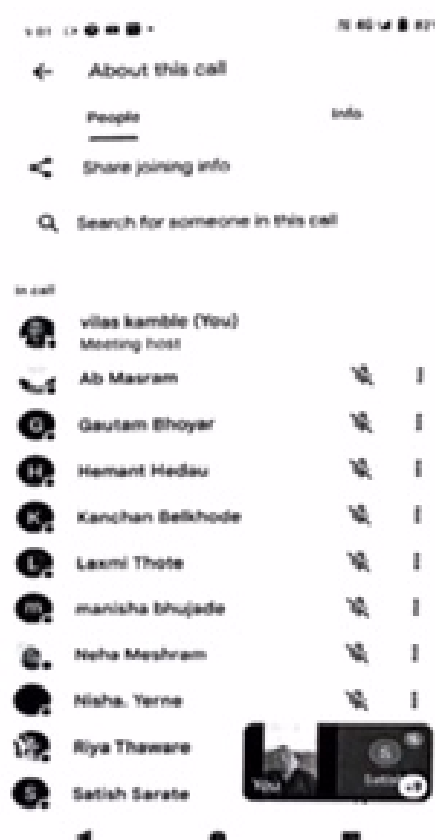 About this call
People
Info
Share joining info
Search for someone in this call
In call
vilas kamble (You)
Meeting host
Ab Masram
G
Gautam Bhoyar
H
Hemant Hedau
K
Kanchan Belkhode
L
Laxmi Thote
m
manisha bhujade
Neha Meshram
Nisha. Yerne
Riya Thaware
S
Satish Sarate
You
S
+9